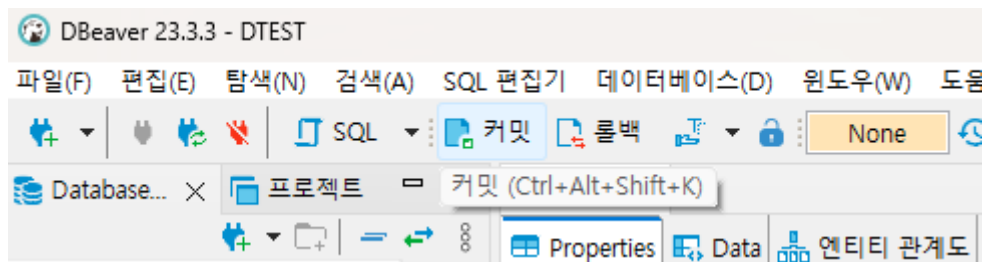 DBeaver 23.3.3 - DTEST
파일(F) 편집(E) 탐색(N) 검색(A) SQL 편집기 데이터베이스(D) 윈도우(W) 도움
SQL 커밋 롤백 None
Database... 프로젝트 커밋 (Ctrl+Alt+Shift+K)
Properties Data 엔티티 관계도